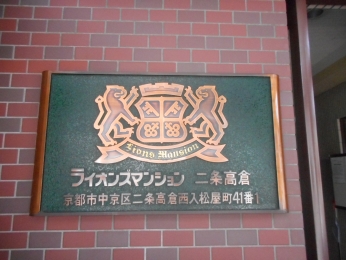 Lions Mansion
ライオンズマンション 二条高倉
京都市中京区二条高倉西入松屋町41番1